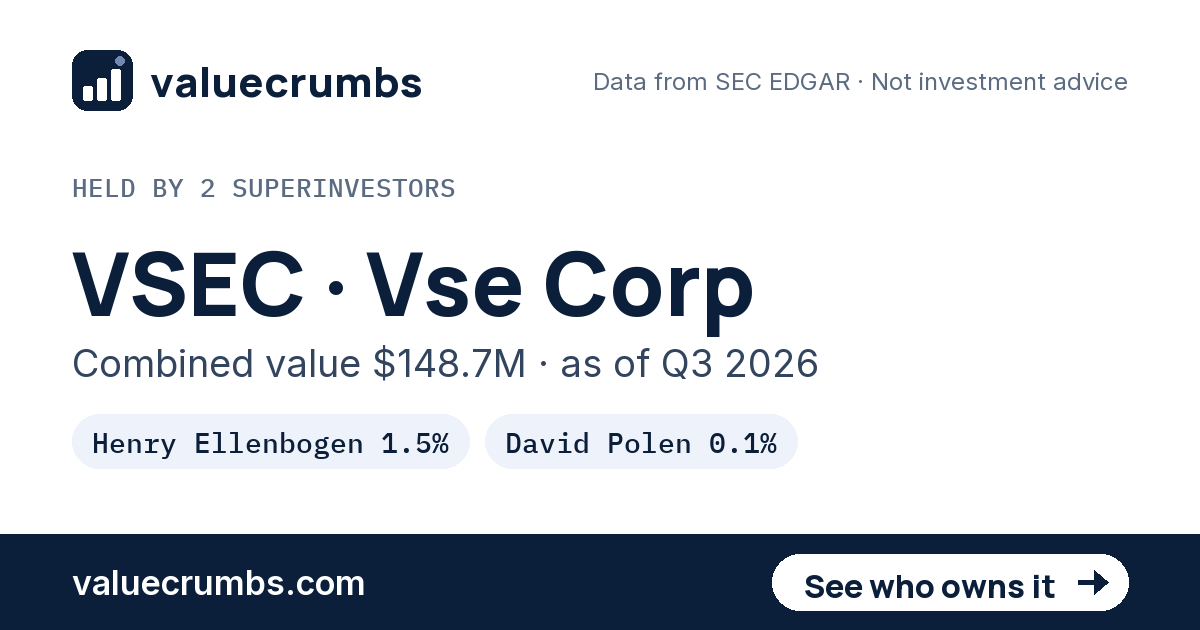 valuecrumbs
Data from SEC EDGAR · Not investment advice
HELD BY 2 SUPERINVESTORS
VSEC · Vse Corp
Combined value $148.7M · as of Q3 2026
Henry Ellenbogen 1.5%
David Polen 0.1%
valuecrumbs.com
See who owns it →